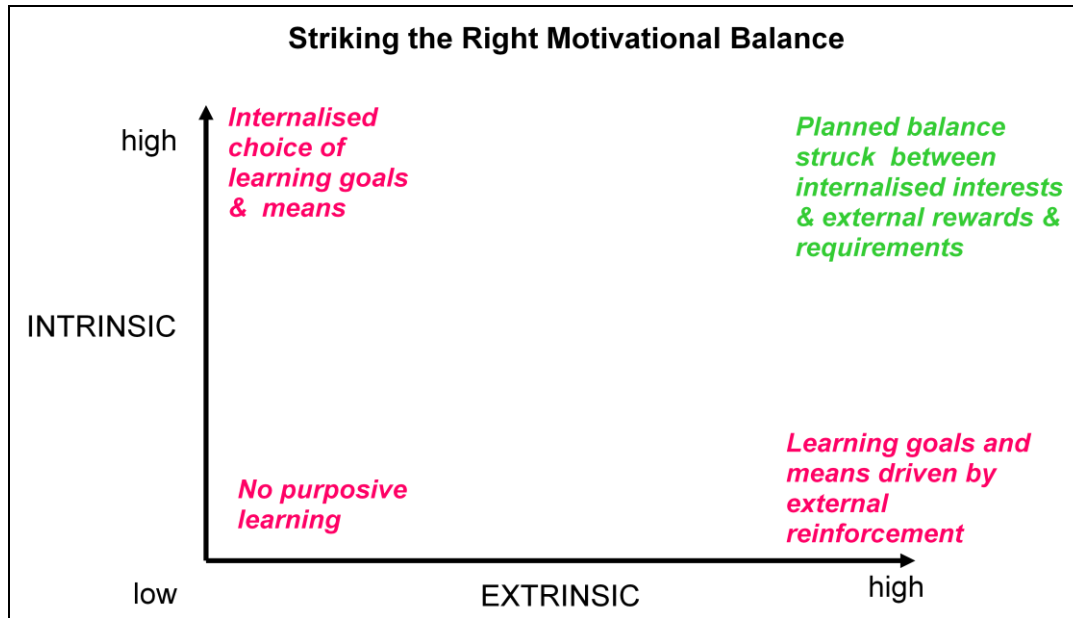 Striking the Right Motivational Balance
high
Internalised
choice of
learning goals
& means
Planned balance
struck between
internalised interests
& external rewards &
requirements
INTRINSIC
No purposive
learning
Learning goals and
means driven by
external
reinforcement
low
EXTRINSIC
high